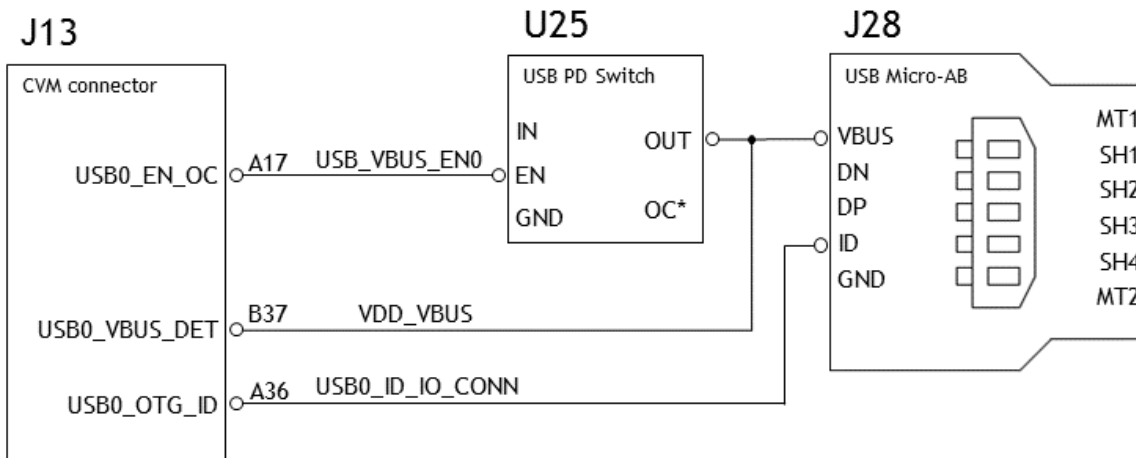 J13
U25
J28
CVM connector
USB PD Switch
USB Micro-AB
IN
EN
GND
OUT
OC*
VBUS
DN
DP
ID
GND
MT1
SH1
SH2
SH3
SH4
MT2
USB0_EN_OC
A17
USB_VBUS_EN0
USB0_VBUS_DET
B37
VDD_VBUS
USB0_OTG_ID
A36
USB0_ID_IO_CONN